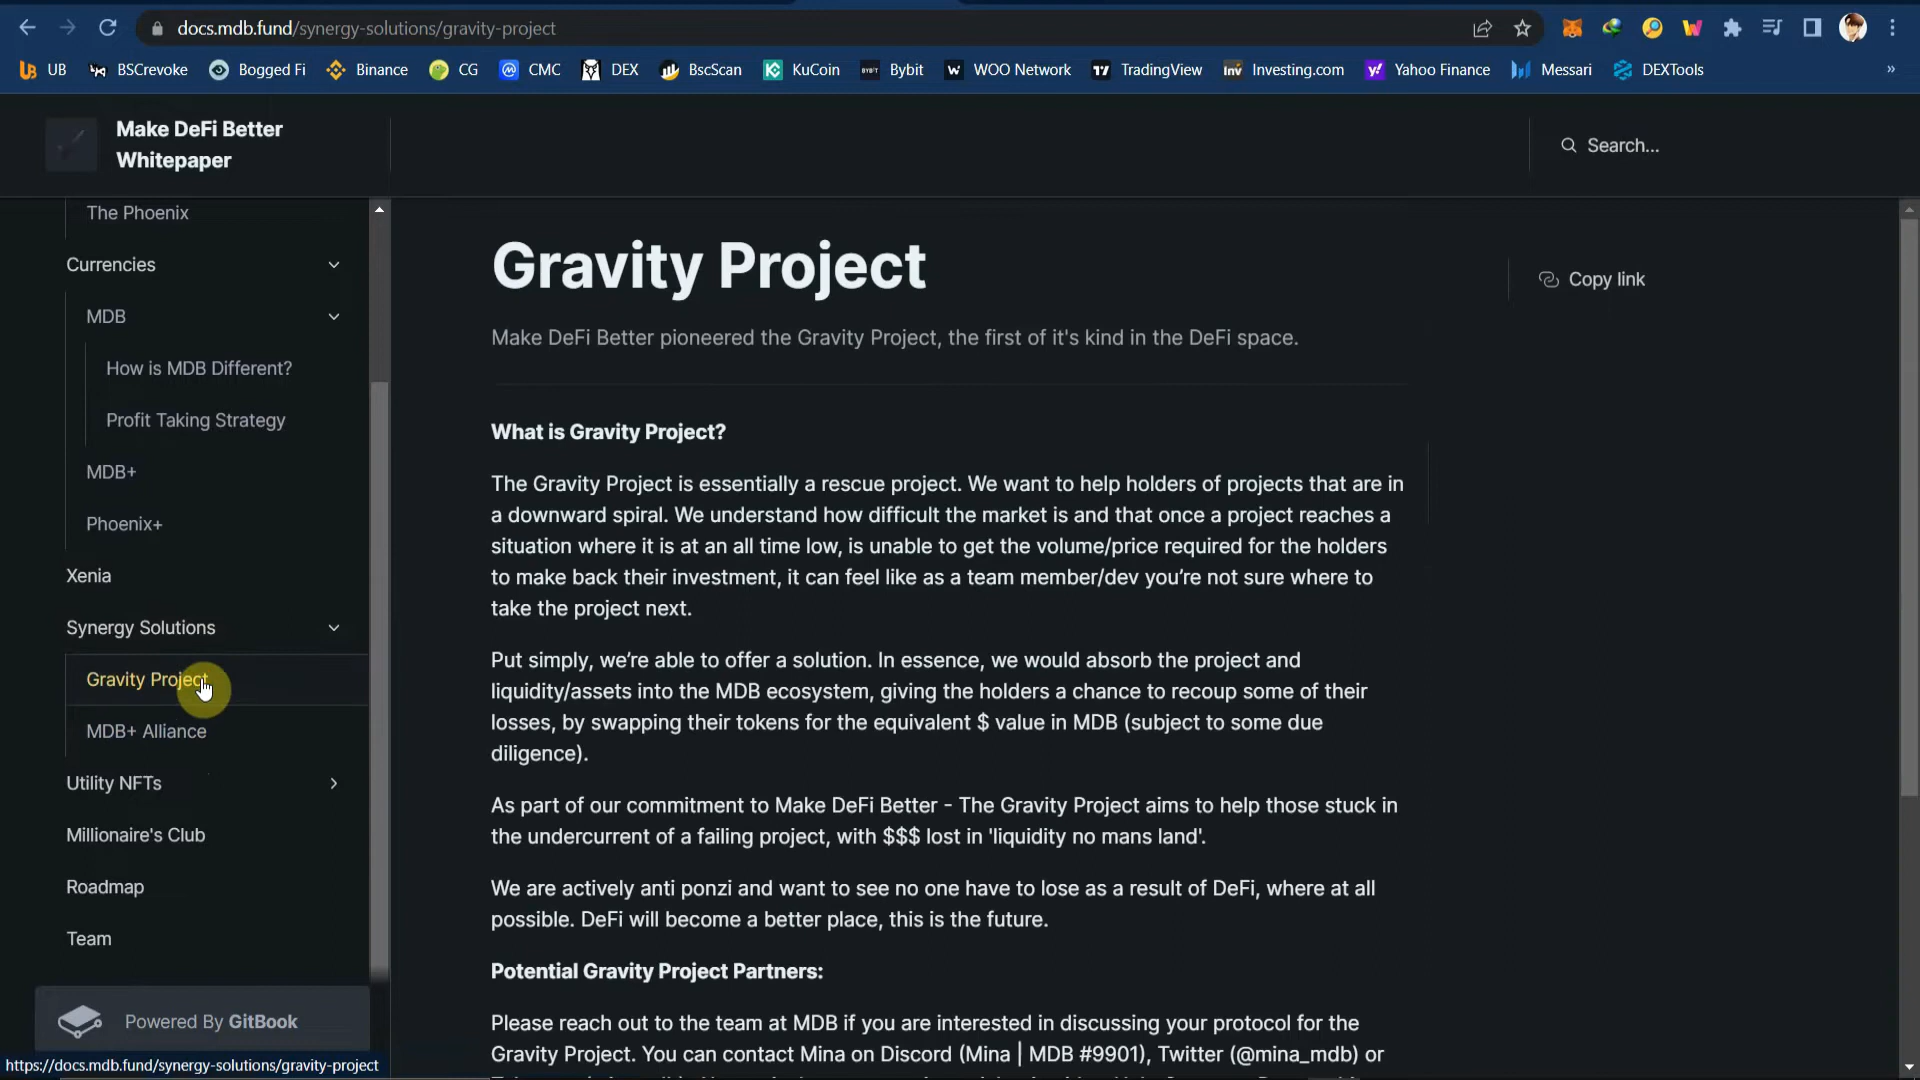 docs.mdb.fund/synergy-solutions/gravity-project
UB BSCrevoke Bogged Fi Binance CG CMC DEX BscScan KuCoin Bybit WOO Network TradingView Investing.com Yahoo Finance Messari DEXTools »
Make DeFi Better
Whitepaper
Search...
The Phoenix
Currencies
MDB
How is MDB Different?
Profit Taking Strategy
MDB+
Phoenix+
Xenia
Synergy Solutions
Gravity Project
MDB+ Alliance
Utility NFTs
Millionaire's Club
Roadmap
Team
Powered By GitBook
https://docs.mdb.fund/synergy-solutions/gravity-project
Gravity Project
Copy link
Make DeFi Better pioneered the Gravity Project, the first of it's kind in the DeFi space.
What is Gravity Project?
The Gravity Project is essentially a rescue project. We want to help holders of projects that are in
a downward spiral. We understand how difficult the market is and that once a project reaches a
situation where it is at an all time low, is unable to get the volume/price required for the holders
to make back their investment, it can feel like as a team member/dev you’re not sure where to
take the project next.
Put simply, we’re able to offer a solution. In essence, we would absorb the project and
liquidity/assets into the MDB ecosystem, giving the holders a chance to recoup some of their
losses, by swapping their tokens for the equivalent $ value in MDB (subject to some due
diligence).
As part of our commitment to Make DeFi Better - The Gravity Project aims to help those stuck in
the undercurrent of a failing project, with $$$ lost in 'liquidity no mans land'.
We are actively anti ponzi and want to see no one have to lose as a result of DeFi, where at all
possible. DeFi will become a better place, this is the future.
Potential Gravity Project Partners:
Please reach out to the team at MDB if you are interested in discussing your protocol for the
Gravity Project. You can contact Mina on Discord (Mina | MDB #9901), Twitter (@mina_mdb) or